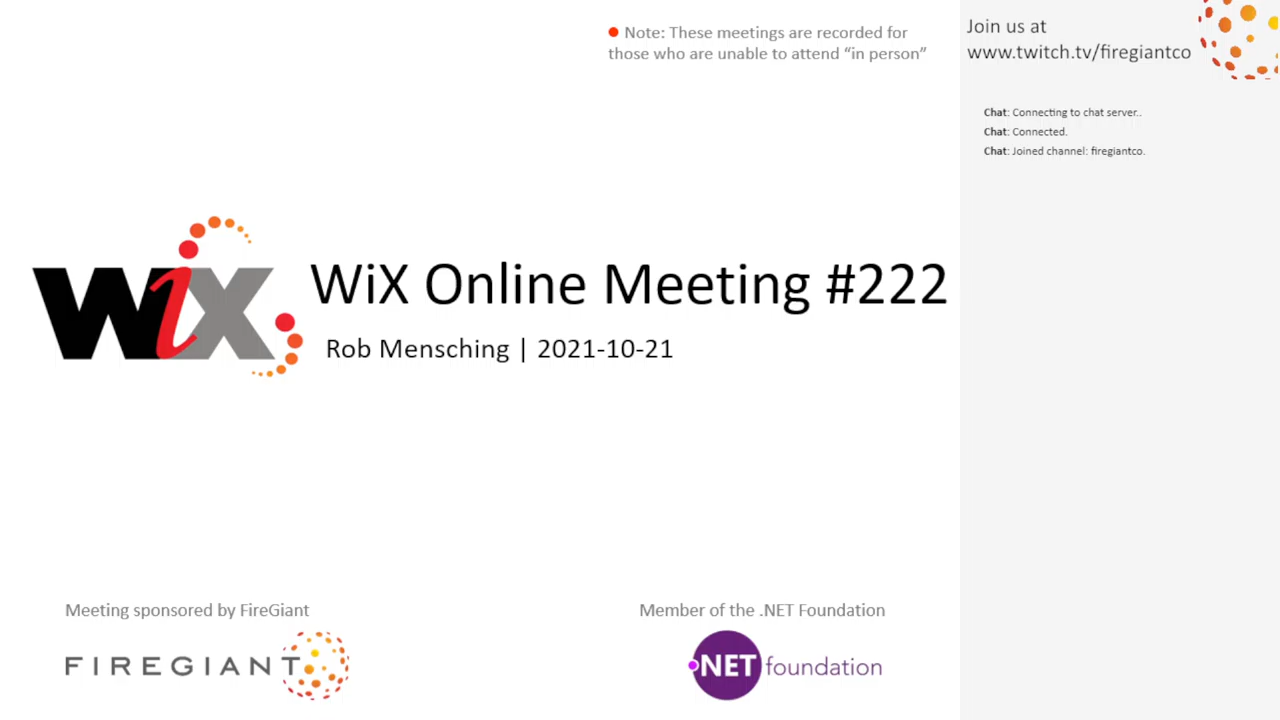 Note: These meetings are recorded for
those who are unable to attend “in person”
Join us at
www.twitch.tv/firegiantco
Chat: Connecting to chat server..
Chat: Connected.
Chat: Joined channel: firegiantco.
WiX
WiX Online Meeting #222
Rob Mensching | 2021-10-21
Meeting sponsored by FireGiant
FIREGIANT
Member of the .NET Foundation
.NET foundation